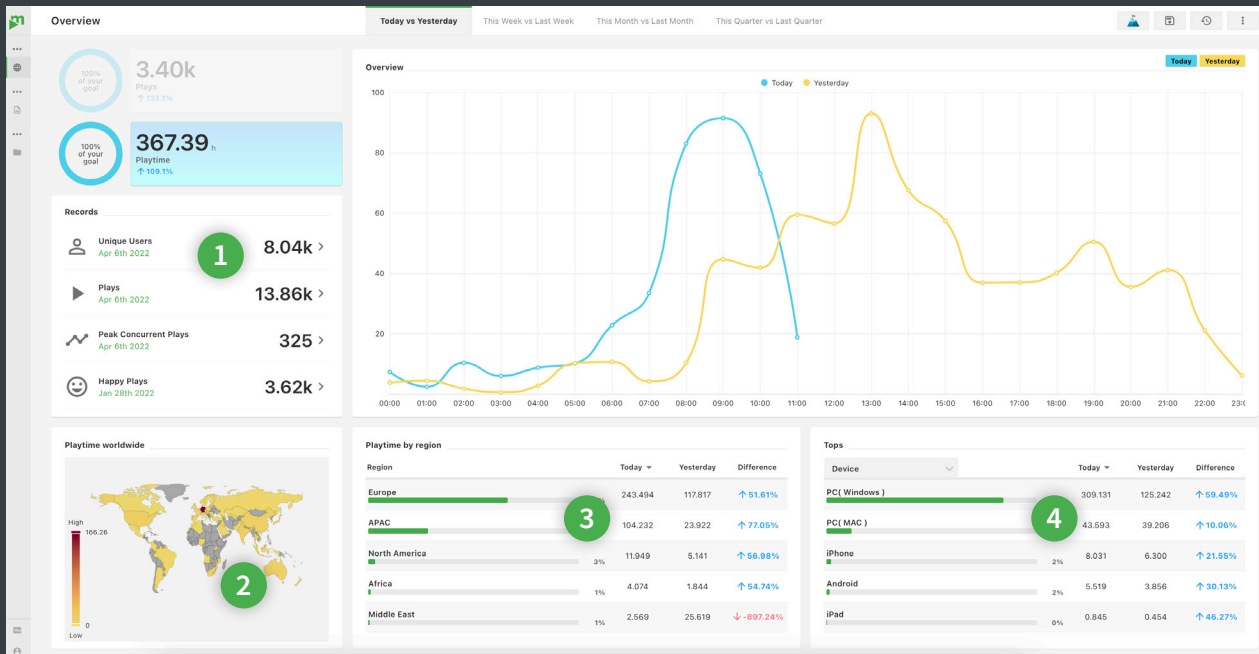 Overview
Today vs Yesterday
This Week vs Last Week
This Month vs Last Month
This Quarter vs Last Quarter
100%
of your
goal
3.40k
Plays
↑ 132.1%
100%
of your
goal
367.39 h
Playtime
↑ 109.1%
Records
Unique Users
Apr 6th 2022
8.04k
1
Plays
Apr 6th 2022
13.86k
Peak Concurrent Plays
Apr 6th 2022
325
Happy Plays
Jan 28th 2022
3.62k
Overview
Today Yesterday
Today Yesterday
100
80
60
40
20
00:00 01:00 02:00 03:00 04:00 05:00 06:00 07:00 08:00 09:00 10:00 11:00 12:00 13:00 14:00 15:00 16:00 17:00 18:00 19:00 20:00 21:00 22:00 23:0
Playtime worldwide
High
166.26
0
Low
2
Playtime by region
Region Today Yesterday Difference
Europe % 243.494 117.817 ↑ 51.61%
3
APAC 104.232 23.922 ↑ 77.05%
North America 3% 11.949 5.141 ↑ 56.98%
Africa 1% 4.074 1.844 ↑ 54.74%
Middle East 1% 2.569 25.619 ↓ -897.24%
Tops
Device Today Yesterday Difference
PC( Windows ) 309.131 125.242 ↑ 59.49%
4
PC( MAC ) 43.593 39.206 ↑ 10.06%
iPhone 2% 8.031 6.300 ↑ 21.55%
Android 2% 5.519 3.856 ↑ 30.13%
iPad 0% 0.845 0.454 ↑ 46.27%